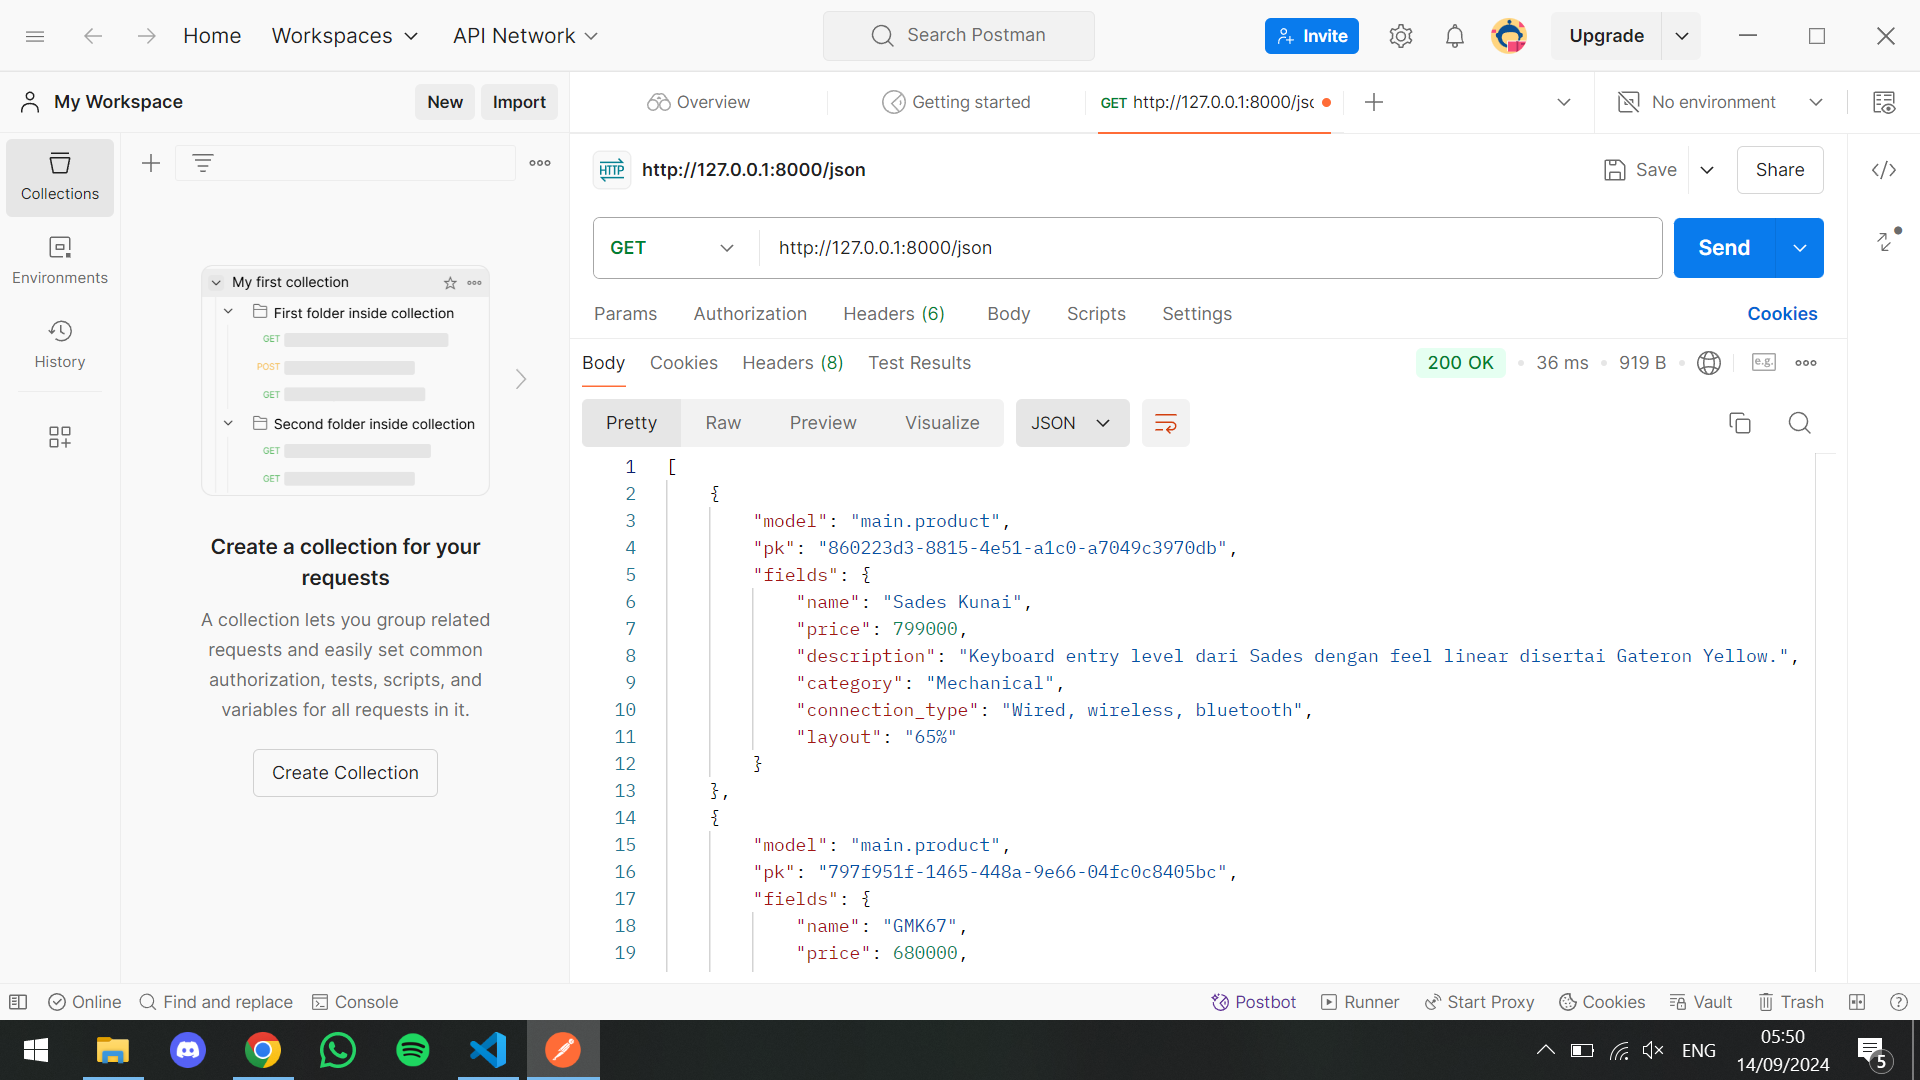 Home
Workspaces
API Network
Search Postman
Invite
Upgrade
My Workspace
New
Import
Overview
Getting started
GET http://127.0.0.1:8000/jsc
No environment
Collections
Environments
History
http://127.0.0.1:8000/json
Save
Share
HTTP
GET
http://127.0.0.1:8000/json
Send
Params
Authorization
Headers (6)
Body
Scripts
Settings
Cookies
Body
Cookies
Headers (8)
Test Results
200 OK
36 ms
919 B
e.g.
Pretty
Raw
Preview
Visualize
JSON
My first collection
First folder inside collection
GET
POST
GET
Second folder inside collection
GET
GET
Create a collection for your
requests
A collection lets you group related
requests and easily set common
authorization, tests, scripts, and
variables for all requests in it.
Create Collection
1 [
2 {
3 "model": "main.product",
4 "pk": "860223d3-8815-4e51-a1c0-a7049c3970db",
5 "fields": {
6 "name": "Sades Kunai",
7 "price": 799000,
8 "description": "Keyboard entry level dari Sades dengan feel linear disertai Gateron Yellow.",
9 "category": "Mechanical",
10 "connection_type": "Wired, wireless, bluetooth",
11 "layout": "65%"
12 }
13 },
14 {
15 "model": "main.product",
16 "pk": "797f951f-1465-448a-9e66-04fc0c8405bc",
17 "fields": {
18 "name": "GMK67",
19 "price": 680000,
Online
Find and replace
Console
Postbot
Runner
Start Proxy
Cookies
Vault
Trash
ENG
05:50
14/09/2024
5